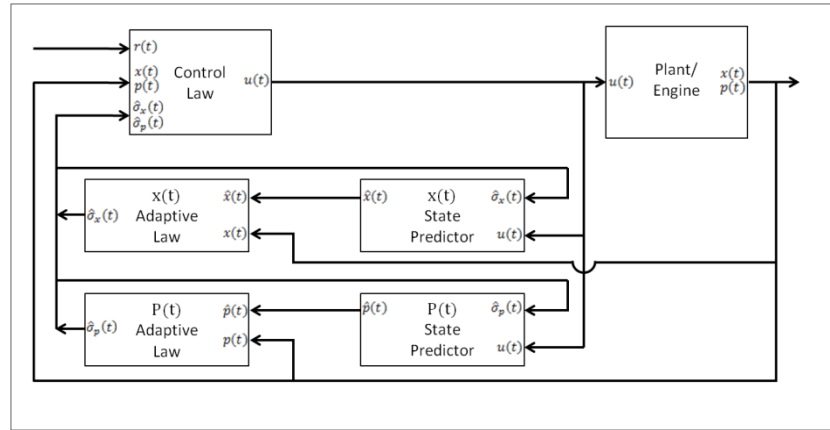 r(t)
x(t)
p(t)
σ̂ₓ(t)
σ̂ₚ(t)
Control
Law
u(t)
u(t)
Plant/
Engine
x(t)
p(t)
σ̂ₓ(t)
x(t)
Adaptive
Law
x̂(t)
x(t)
x̂(t)
x(t)
State
Predictor
σ̂ₓ(t)
u(t)
σ̂ₚ(t)
P(t)
Adaptive
Law
p̂(t)
p(t)
p̂(t)
P(t)
State
Predictor
σ̂ₚ(t)
u(t)